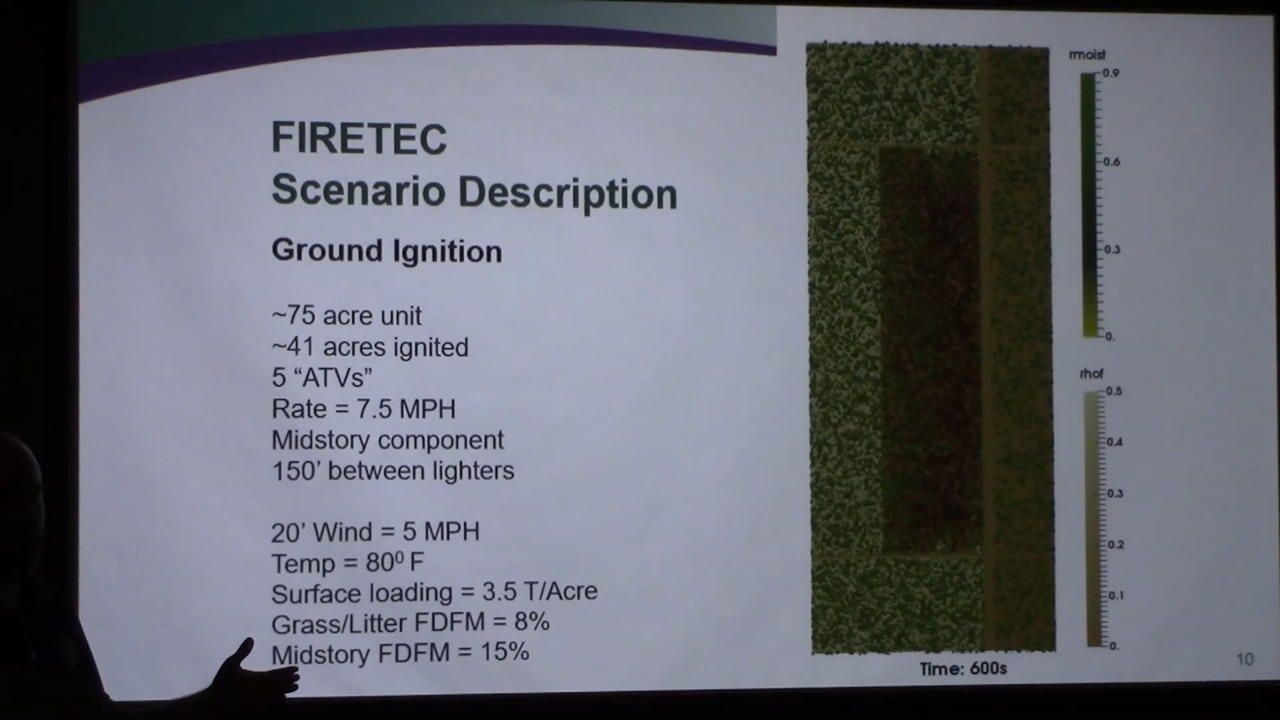 FIRETEC
Scenario Description
Ground Ignition
~75 acre unit
~41 acres ignited
5 “ATVs”
Rate = 7.5 MPH
Midstory component
150’ between lighters
20’ Wind = 5 MPH
Temp = 80⁰ F
Surface loading = 3.5 T/Acre
Grass/Litter FDFM = 8%
Midstory FDFM = 15%
rmoist
0.9
0.6
0.3
0.
rhof
0.5
0.4
0.3
0.2
0.1
0.
Time: 600s
10